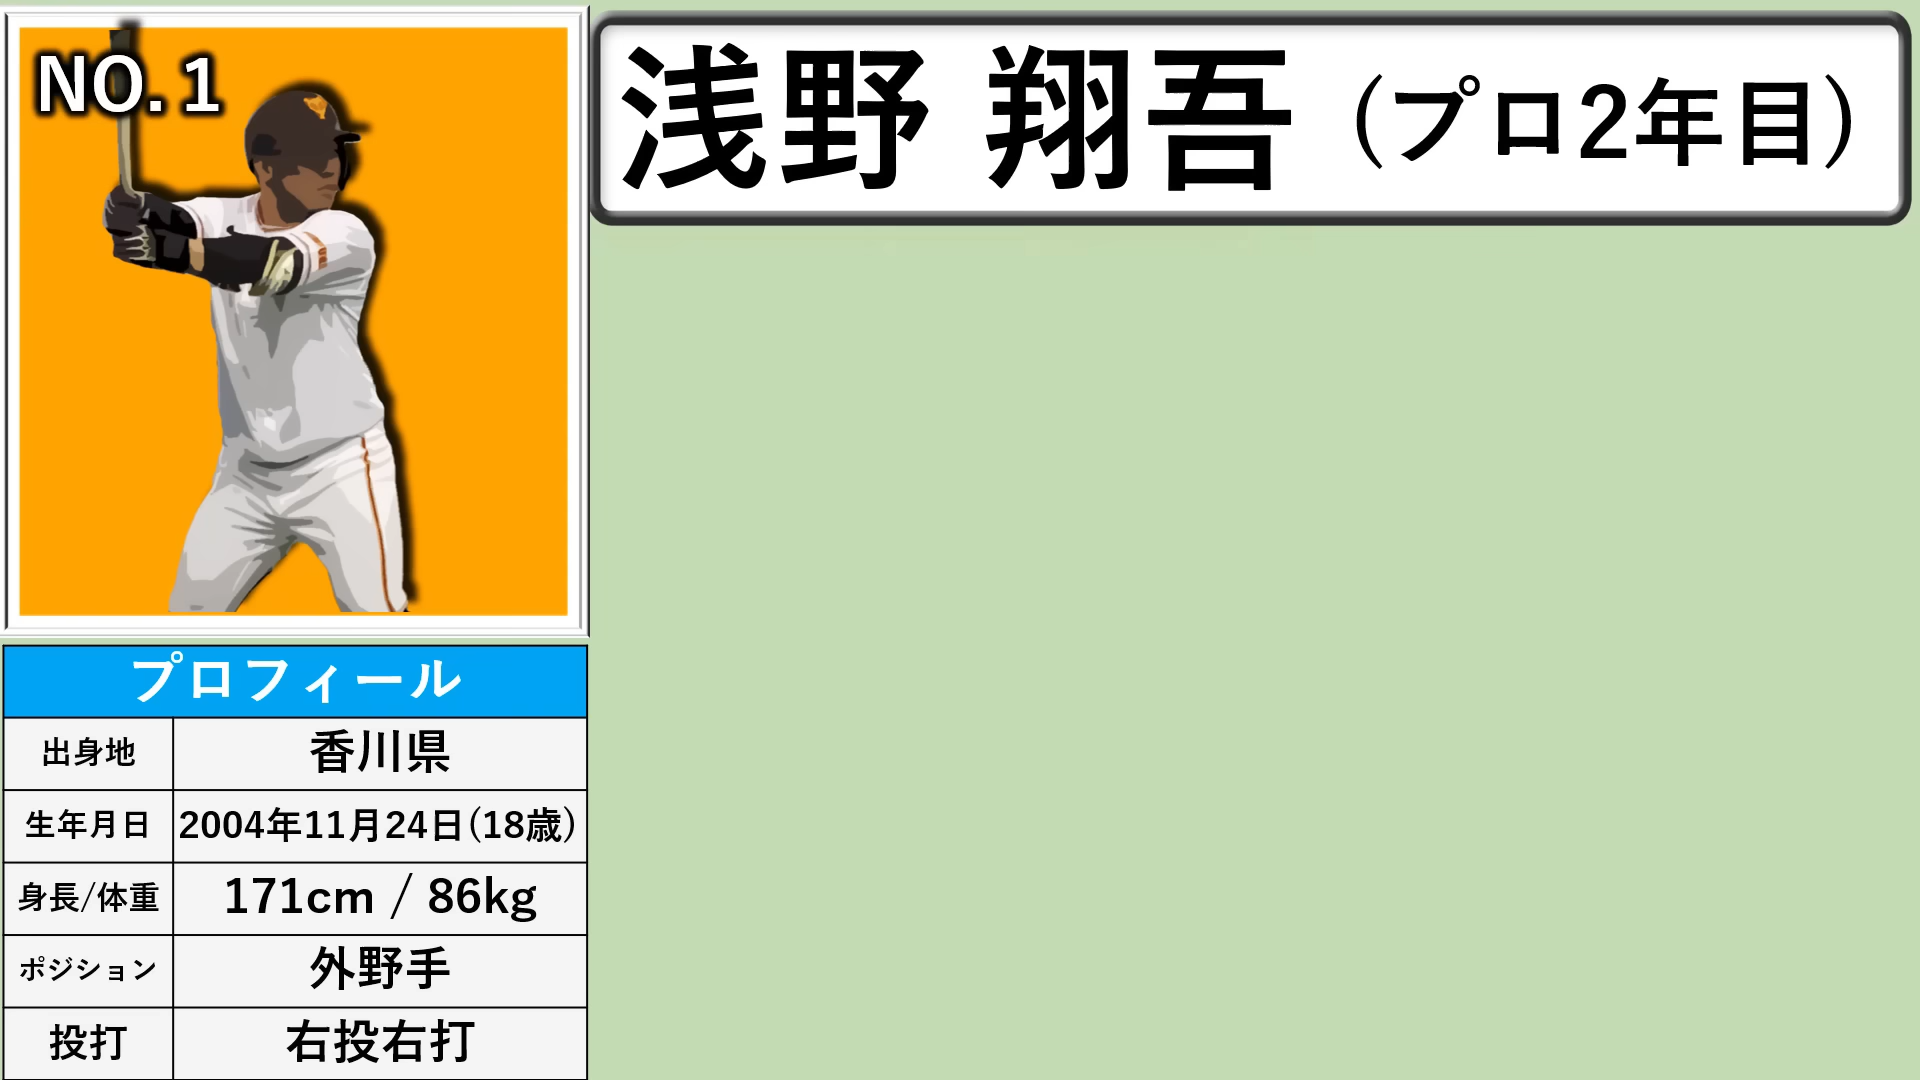 NO.1
浅野 翔吾 (プロ2年目)
プロフィール
出身地 香川県
生年月日 2004年11月24日(18歳)
身長/体重 171cm / 86kg
ポジション 外野手
投打 右投右打